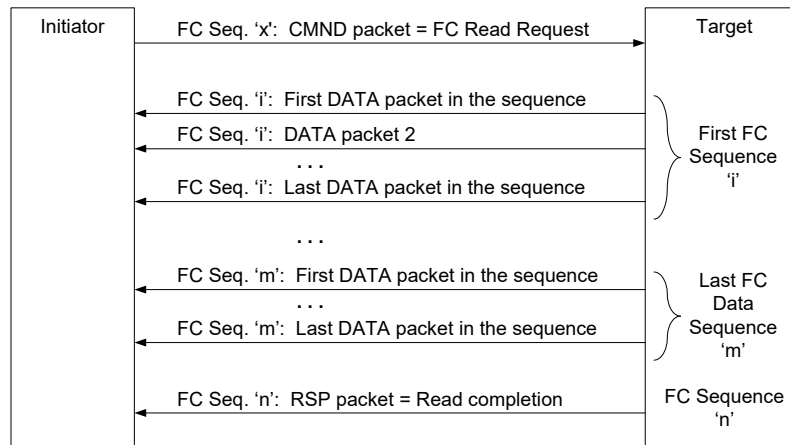 Initiator
FC Seq. 'x': CMND packet = FC Read Request
Target
FC Seq. 'i': First DATA packet in the sequence
FC Seq. 'i': DATA packet 2
. . .
FC Seq. 'i': Last DATA packet in the sequence
First FC
Sequence
'i'
. . .
FC Seq. 'm': First DATA packet in the sequence
. . .
FC Seq. 'm': Last DATA packet in the sequence
Last FC
Data
Sequence
'm'
FC Seq. 'n': RSP packet = Read completion
FC Sequence
'n'